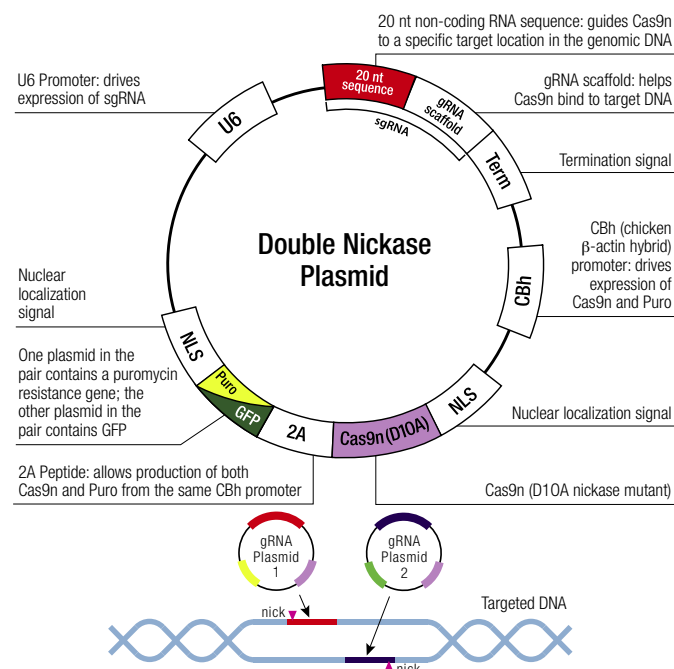 20 nt non-coding RNA sequence: guides Cas9n
to a specific target location in the genomic DNA
U6 Promoter: drives
expression of sgRNA
20 nt
sequence
gRNA
scaffold
gRNA scaffold: helps
Cas9n bind to target DNA
U6
sgRNA
Term
Termination signal
Double Nickase
Plasmid
CBh (chicken
β-actin hybrid)
promoter: drives
expression of
Cas9n and Puro
CBh
Nuclear
localization
signal
NLS
One plasmid in the
pair contains a puromycin
resistance gene; the
other plasmid in the
pair contains GFP
Puro
GFP
2A
Cas9n (D10A)
NLS
Nuclear localization signal
2A Peptide: allows production of both
Cas9n and Puro from the same CBh promoter
Cas9n (D10A nickase mutant)
gRNA
Plasmid
1
gRNA
Plasmid
2
Targeted DNA
nick
nick